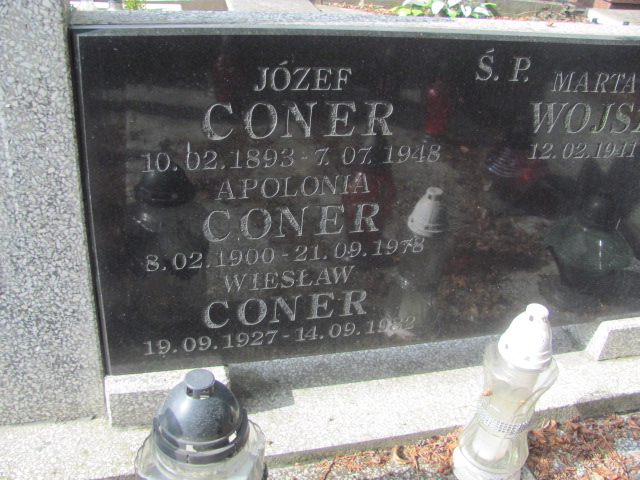 JÓZEF
CONER
10.02.1893 - 7.07.1948
APOLONIA
CONER
8.02.1900 - 21.09.1978
WIESŁAW
CONER
19.09.1927 - 14.09.1982
Ś.P. MARTA
12.02.1941